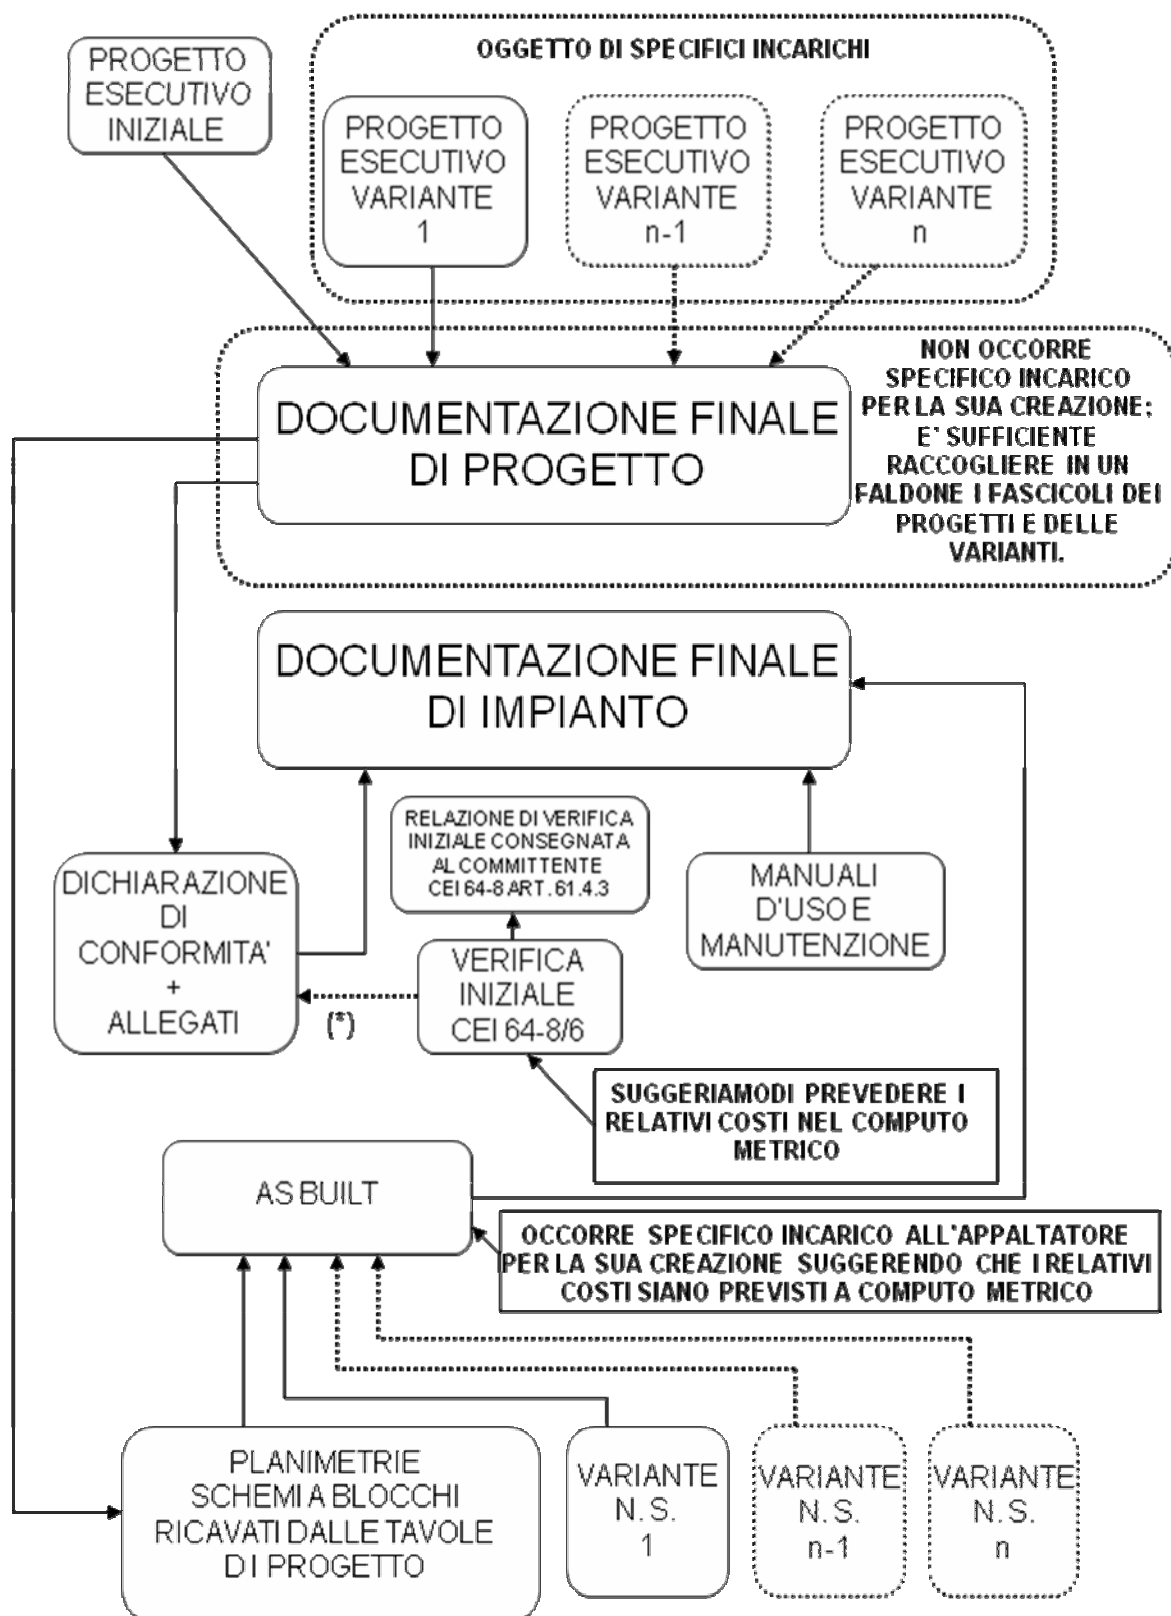 PROGETTO
ESECUTIVO
INIZIALE
OGGETTO DI SPECIFICI INCARICHI
PROGETTO
ESECUTIVO
VARIANTE
1
PROGETTO
ESECUTIVO
VARIANTE
n-1
PROGETTO
ESECUTIVO
VARIANTE
n
DOCUMENTAZIONE FINALE
DI PROGETTO
NON OCCORRE
SPECIFICO INCARICO
PER LA SUA CREAZIONE;
E' SUFFICIENTE
RACCOGLIERE IN UN
FALDONE I FASCICOLI DEI
PROGETTI E DELLE
VARIANTI.
DOCUMENTAZIONE FINALE
DI IMPIANTO
RELAZIONE DI VERIFICA
INIZIALE CONSEGNATA
AL COMMITTENTE
CEI 64-8 ART. 61.4.3
DICHIARAZIONE
DI
CONFORMITA'
+
ALLEGATI
(*)
VERIFICA
INIZIALE
CEI 64-8/6
MANUALI
D'USO E
MANUTENZIONE
SUGGERIAMODI PREVEDERE I
RELATIVI COSTI NEL COMPUTO
METRICO
AS BUILT
OCCORRE SPECIFICO INCARICO ALL'APPALTATORE
PER LA SUA CREAZIONE SUGGERENDO CHE I RELATIVI
COSTI SIANO PREVISTI A COMPUTO METRICO
PLANIMETRIE
SCHEMI A BLOCCHI
RICAVATI DALLE TAVOLE
DI PROGETTO
VARIANTE
N. S.
1
VARIANTE
N. S.
n-1
VARIANTE
N. S.
n